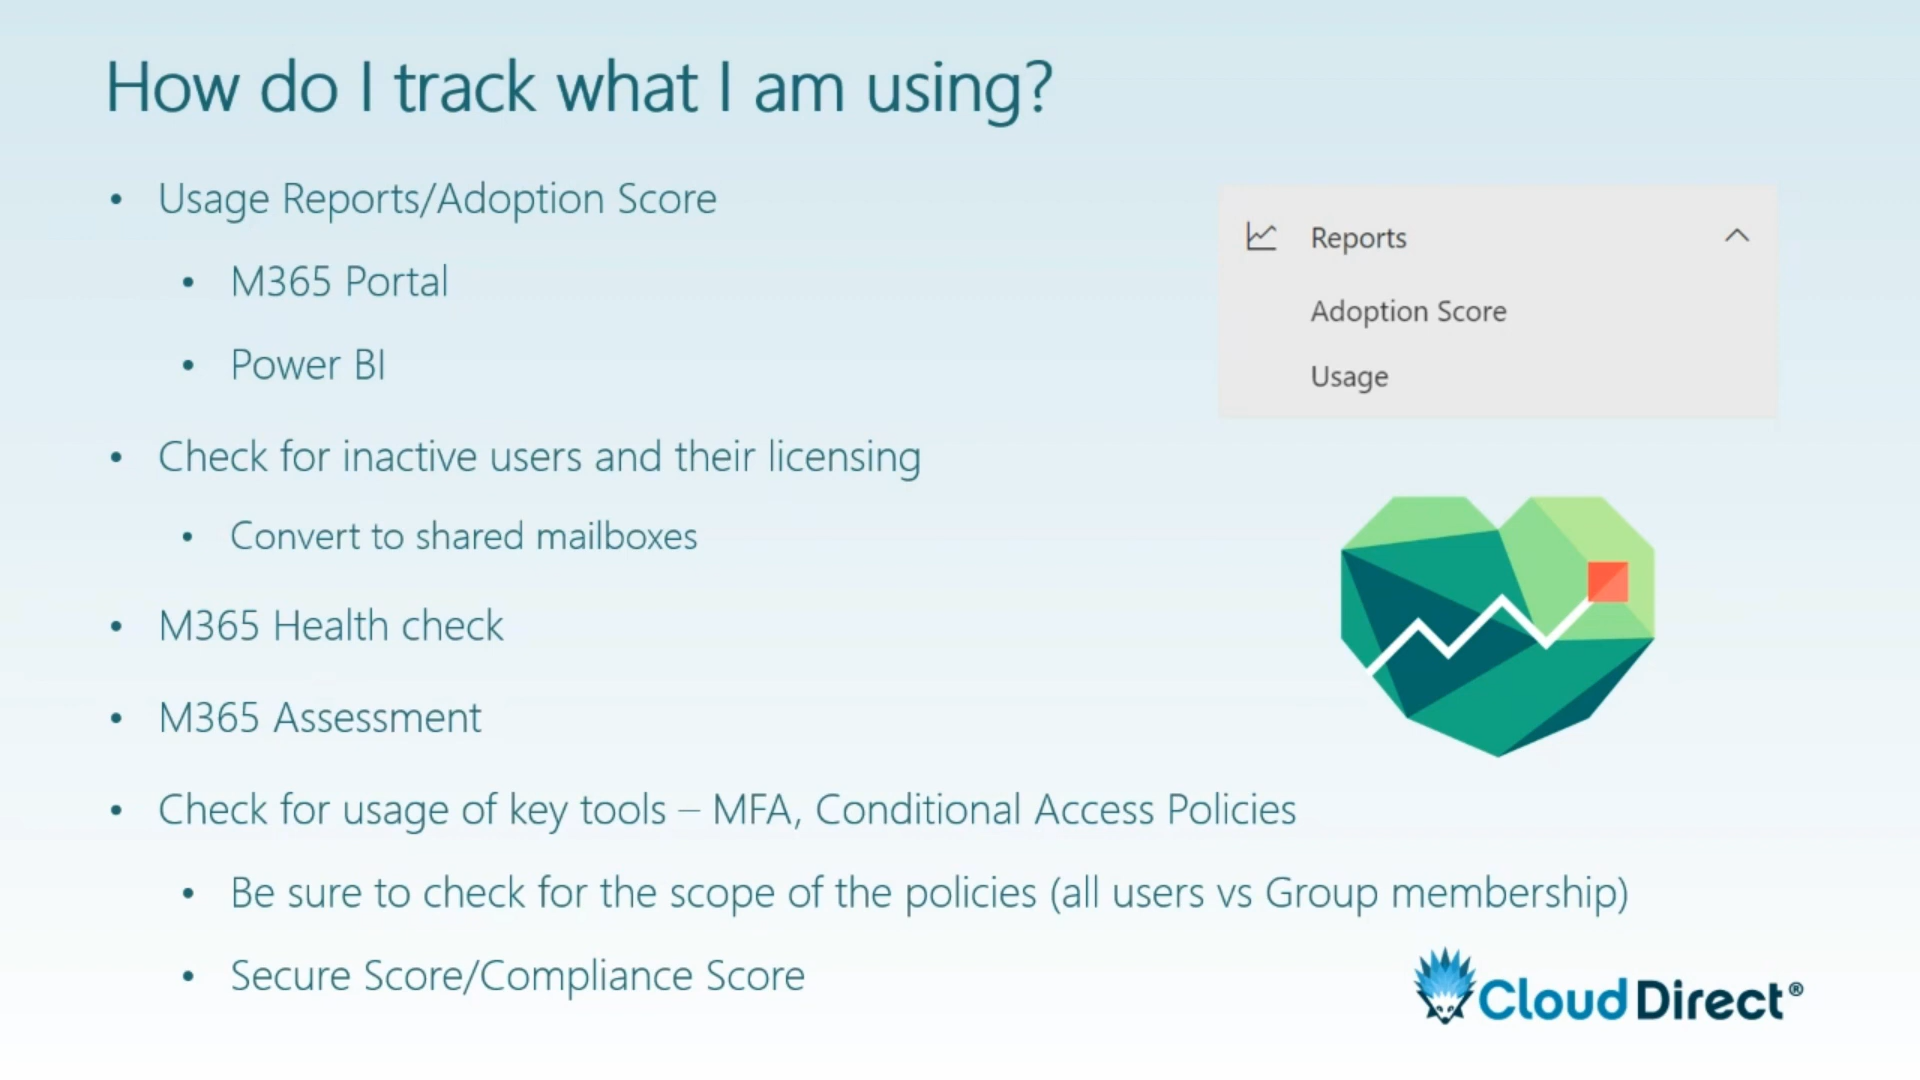 How do I track what I am using?
• Usage Reports/Adoption Score
• M365 Portal
• Power BI
• Check for inactive users and their licensing
• Convert to shared mailboxes
• M365 Health check
• M365 Assessment
• Check for usage of key tools – MFA, Conditional Access Policies
• Be sure to check for the scope of the policies (all users vs Group membership)
• Secure Score/Compliance Score
Reports
Adoption Score
Usage
Cloud Direct®